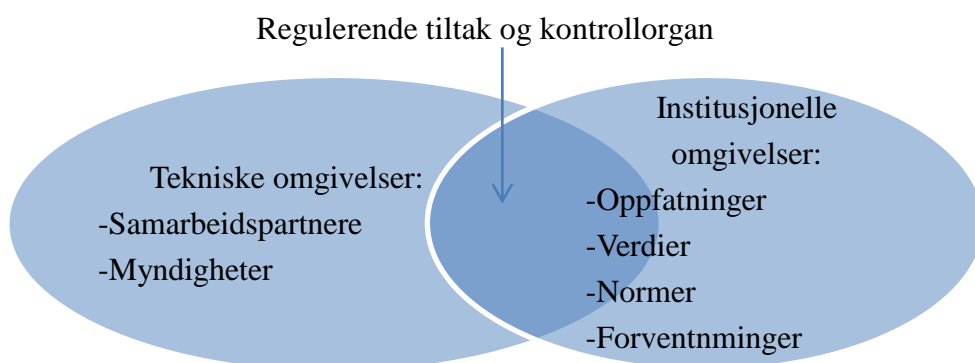 Regulerende tiltak og kontrollorgan
Tekniske omgivelser:
-Samarbeidspartnere
-Myndigheter
Institusjonelle
omgivelser:
-Oppfatninger
-Verdier
-Normer
-Forventnminger